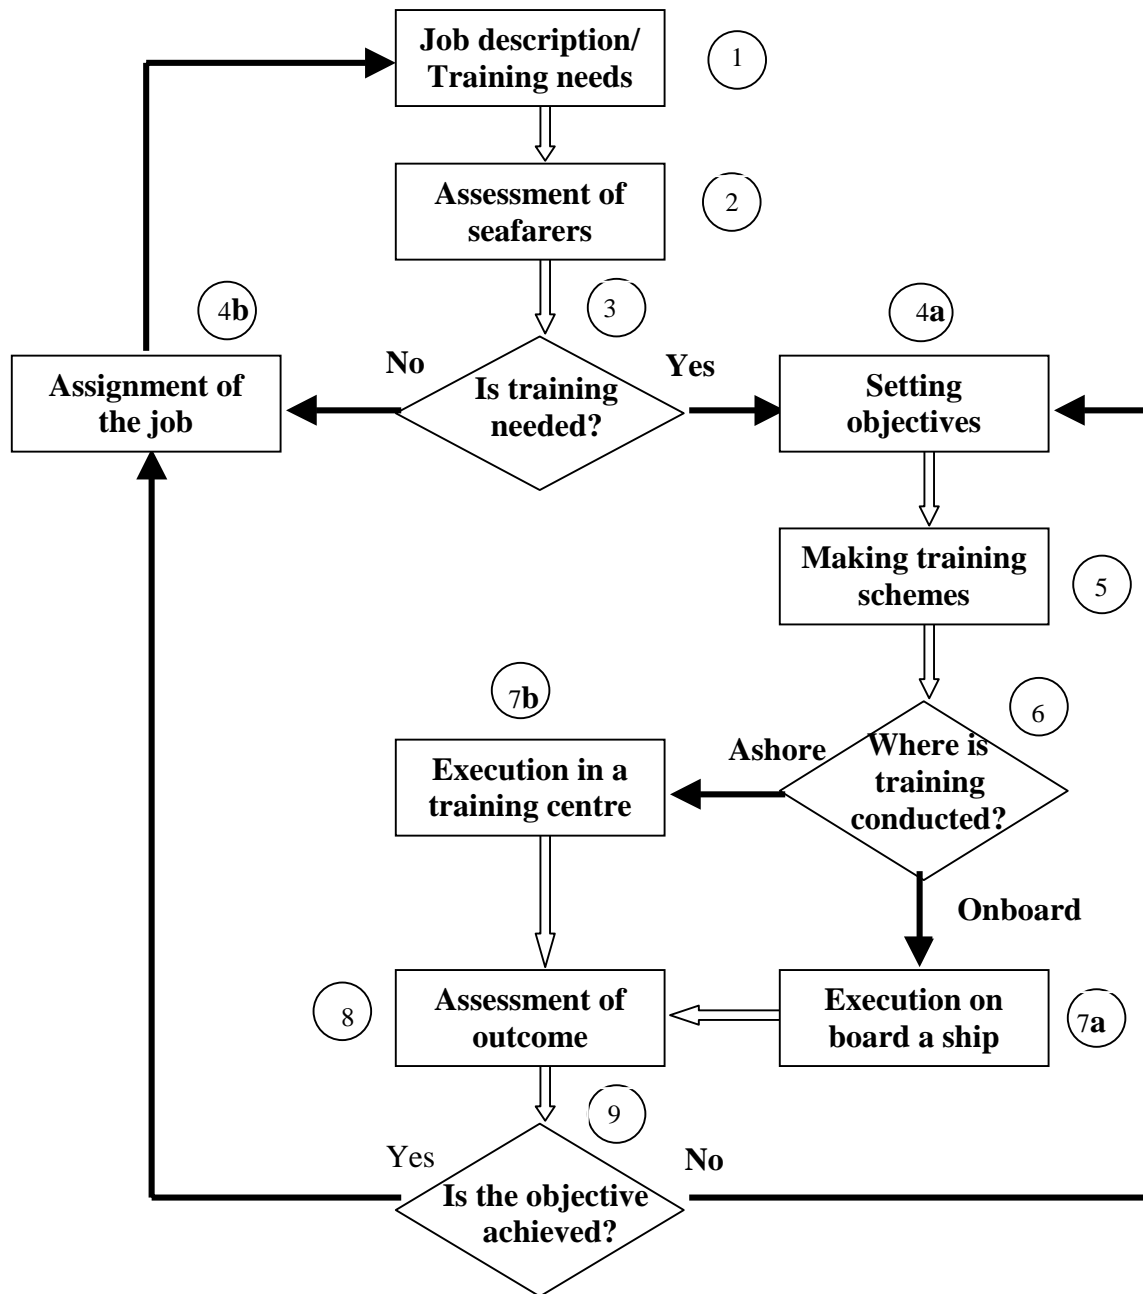 Job description/
Training needs
1
Assessment of
seafarers
2
3
4b
4a
No
Yes
Assignment of
the job
Is training
needed?
Setting
objectives
Making training
schemes
5
7b
6
Ashore
Where is
training
conducted?
Execution in a
training centre
Onboard
Assessment of
outcome
8
Execution on
board a ship
7a
9
Yes
No
Is the objective
achieved?